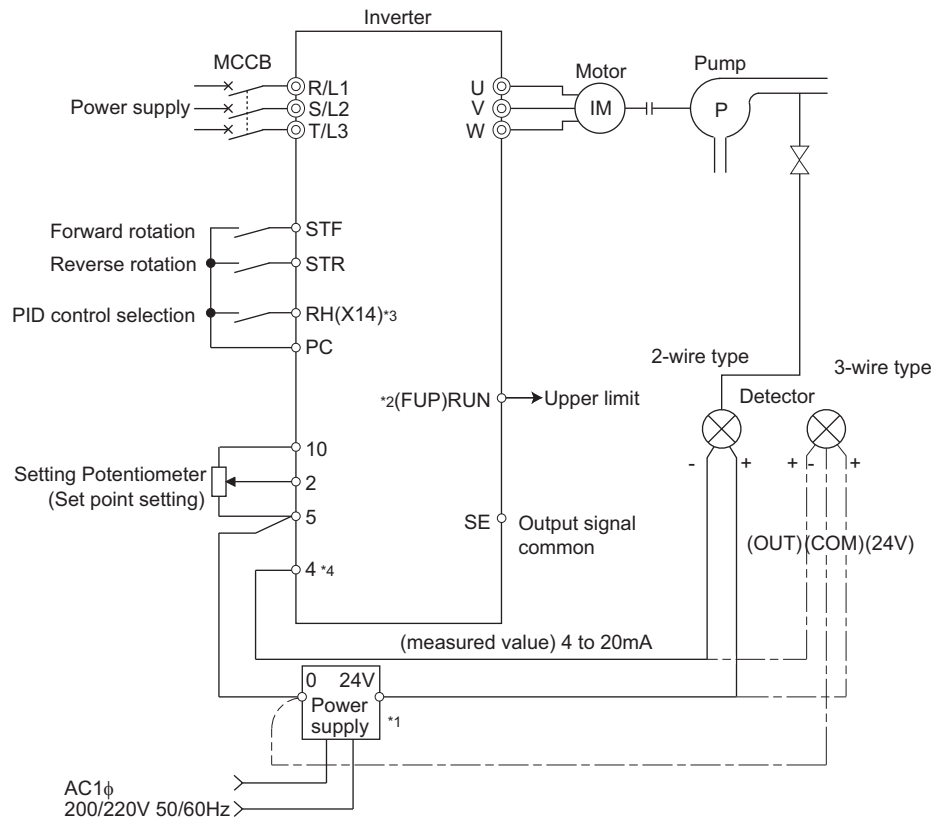 Inverter
MCCB
Power supply
R/L1
S/L2
T/L3
U
V
W
Motor
IM
Pump
P
Forward rotation
STF
Reverse rotation
STR
PID control selection
RH(X14)*3
PC
*2(FUP)RUN
Upper limit
2-wire type
3-wire type
Detector
- +
+ - +
(OUT)(COM)(24V)
10
Setting Potentiometer
(Set point setting)
2
5
4 *4
SE
Output signal
common
(measured value) 4 to 20mA
0 24V
Power
supply
*1
AC1ϕ
200/220V 50/60Hz